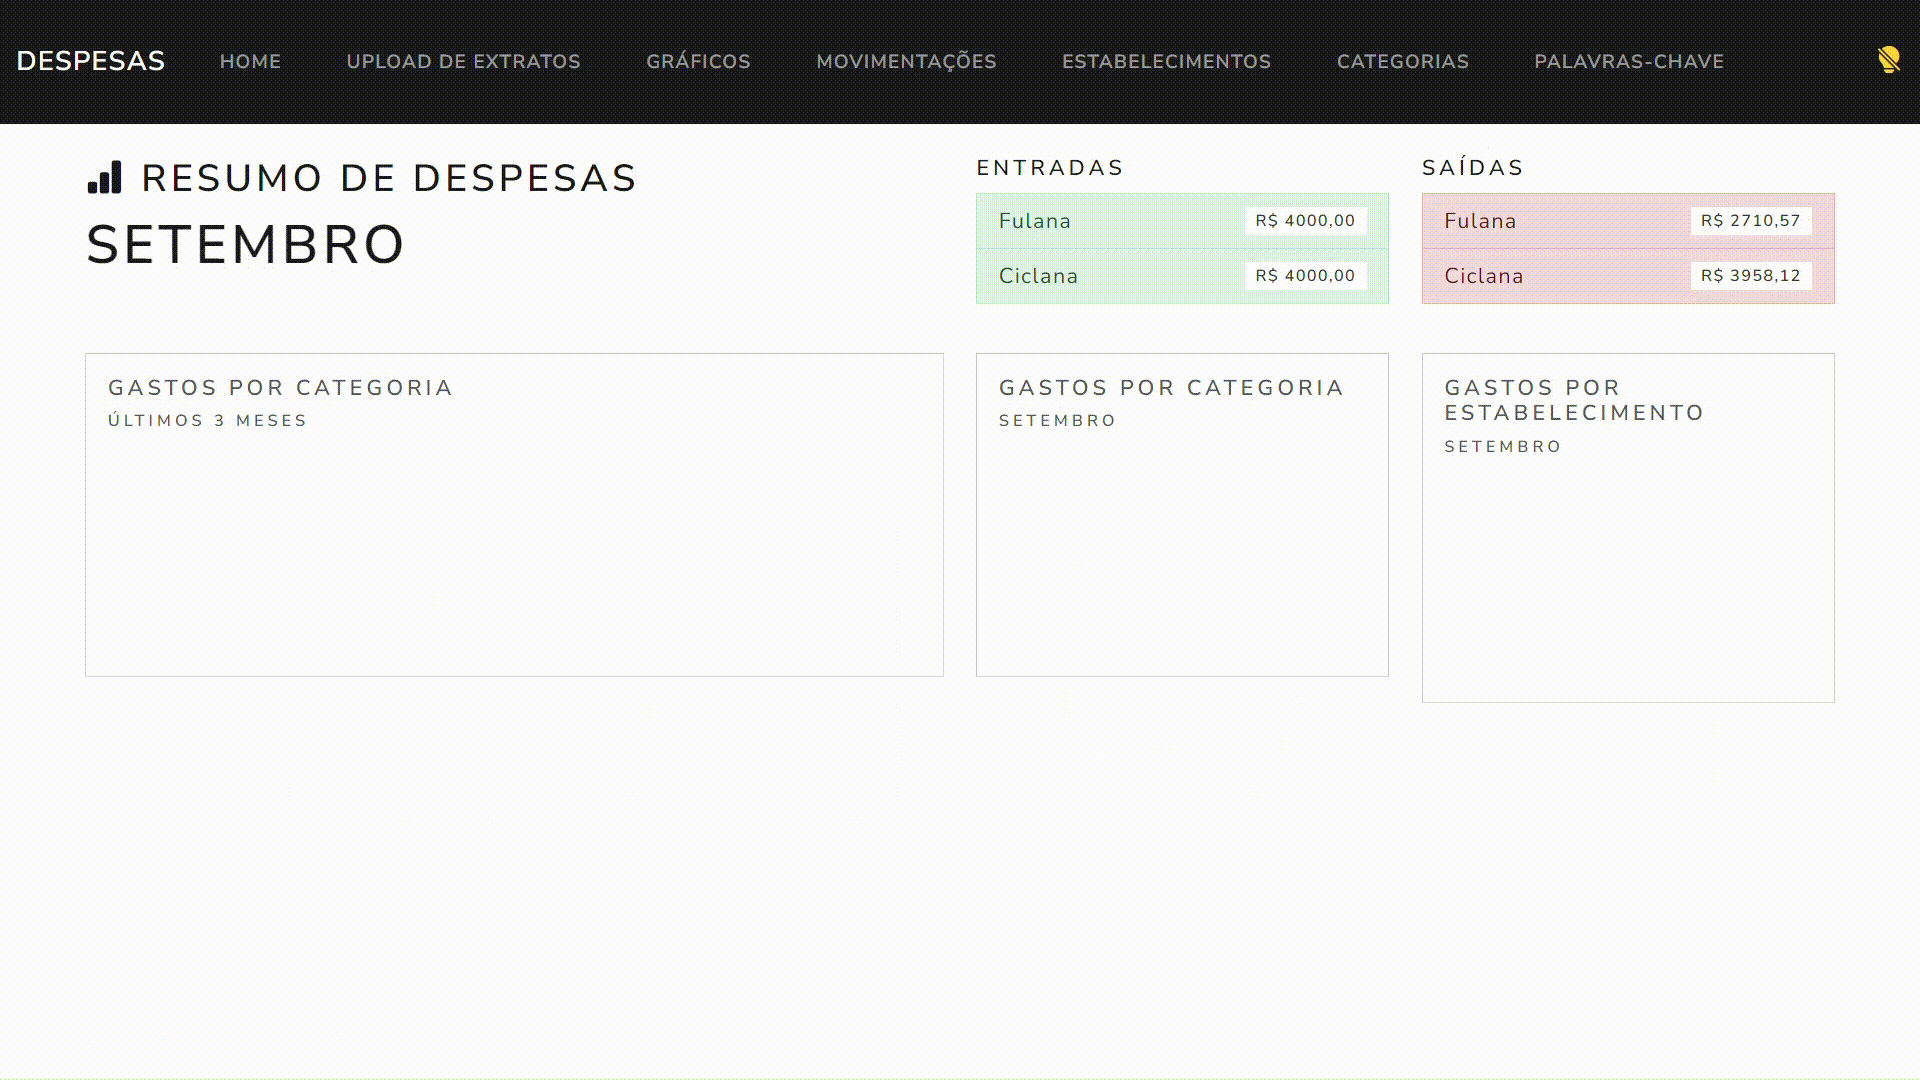 DESPESAS HOME UPLOAD DE EXTRATOS GRÁFICOS MOVIMENTAÇÕES ESTABELECIMENTOS CATEGORIAS PALAVRAS-CHAVE
RESUMO DE DESPESAS
SETEMBRO
ENTRADAS
Fulana R$ 4000,00
Ciclana R$ 4000,00
SAÍDAS
Fulana R$ 2710,57
Ciclana R$ 3958,12
GASTOS POR CATEGORIA
ÚLTIMOS 3 MESES
GASTOS POR CATEGORIA
SETEMBRO
GASTOS POR
ESTABELECIMENTO
SETEMBRO